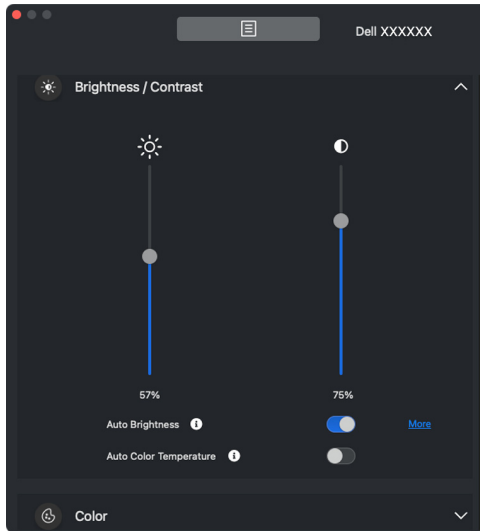 Dell XXXXXX
Brightness / Contrast
57%
75%
Auto Brightness
More
Auto Color Temperature
Color